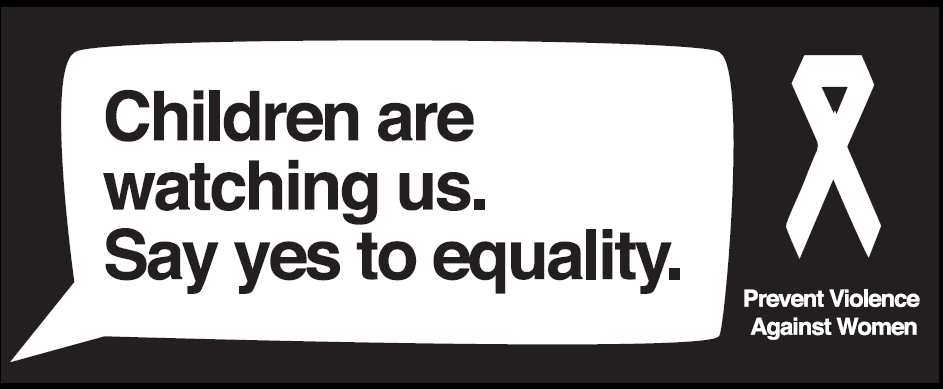 Children are
watching us.
Say yes to equality.
Prevent Violence
Against Women